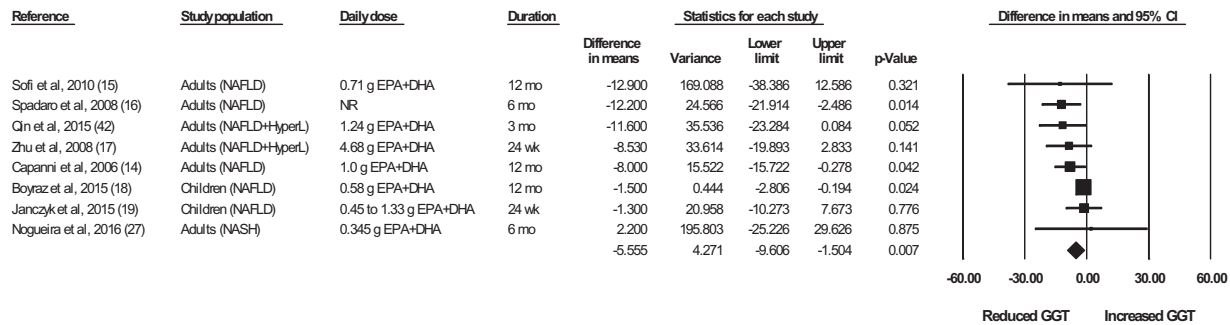 Reference Study population Daily dose Duration Statistics for each study Difference in means and 95% CI
Difference in means Variance Lower limit Upper limit p-Value
Sofi et al, 2010 (15) Adults (NAFLD) 0.71 g EPA+DHA 12 mo -12.900 169.088 -38.386 12.586 0.321
Spadaro et al, 2008 (16) Adults (NAFLD) NR 6 mo -12.200 24.566 -21.914 -2.486 0.014
Qin et al, 2015 (42) Adults (NAFLD+HyperL) 1.24 g EPA+DHA 3 mo -11.600 35.536 -23.284 0.084 0.052
Zhu et al, 2008 (17) Adults (NAFLD+HyperL) 4.68 g EPA+DHA 24 wk -8.530 33.614 -19.893 2.833 0.141
Capanni et al, 2006 (14) Adults (NAFLD) 1.0 g EPA+DHA 12 mo -8.000 15.522 -15.722 -0.278 0.042
Boyraz et al, 2015 (18) Children (NAFLD) 0.58 g EPA+DHA 12 mo -1.500 0.444 -2.806 -0.194 0.024
Janczyk et al, 2015 (19) Children (NAFLD) 0.45 to 1.33 g EPA+DHA 24 wk -1.300 20.958 -10.273 7.673 0.776
Nogueira et al, 2016 (27) Adults (NASH) 0.345 g EPA+DHA 6 mo 2.200 195.803 -25.226 29.626 0.875
-5.555 4.271 -9.606 -1.504 0.007
-60.00 -30.00 0.00 30.00 60.00
Reduced GGT Increased GGT